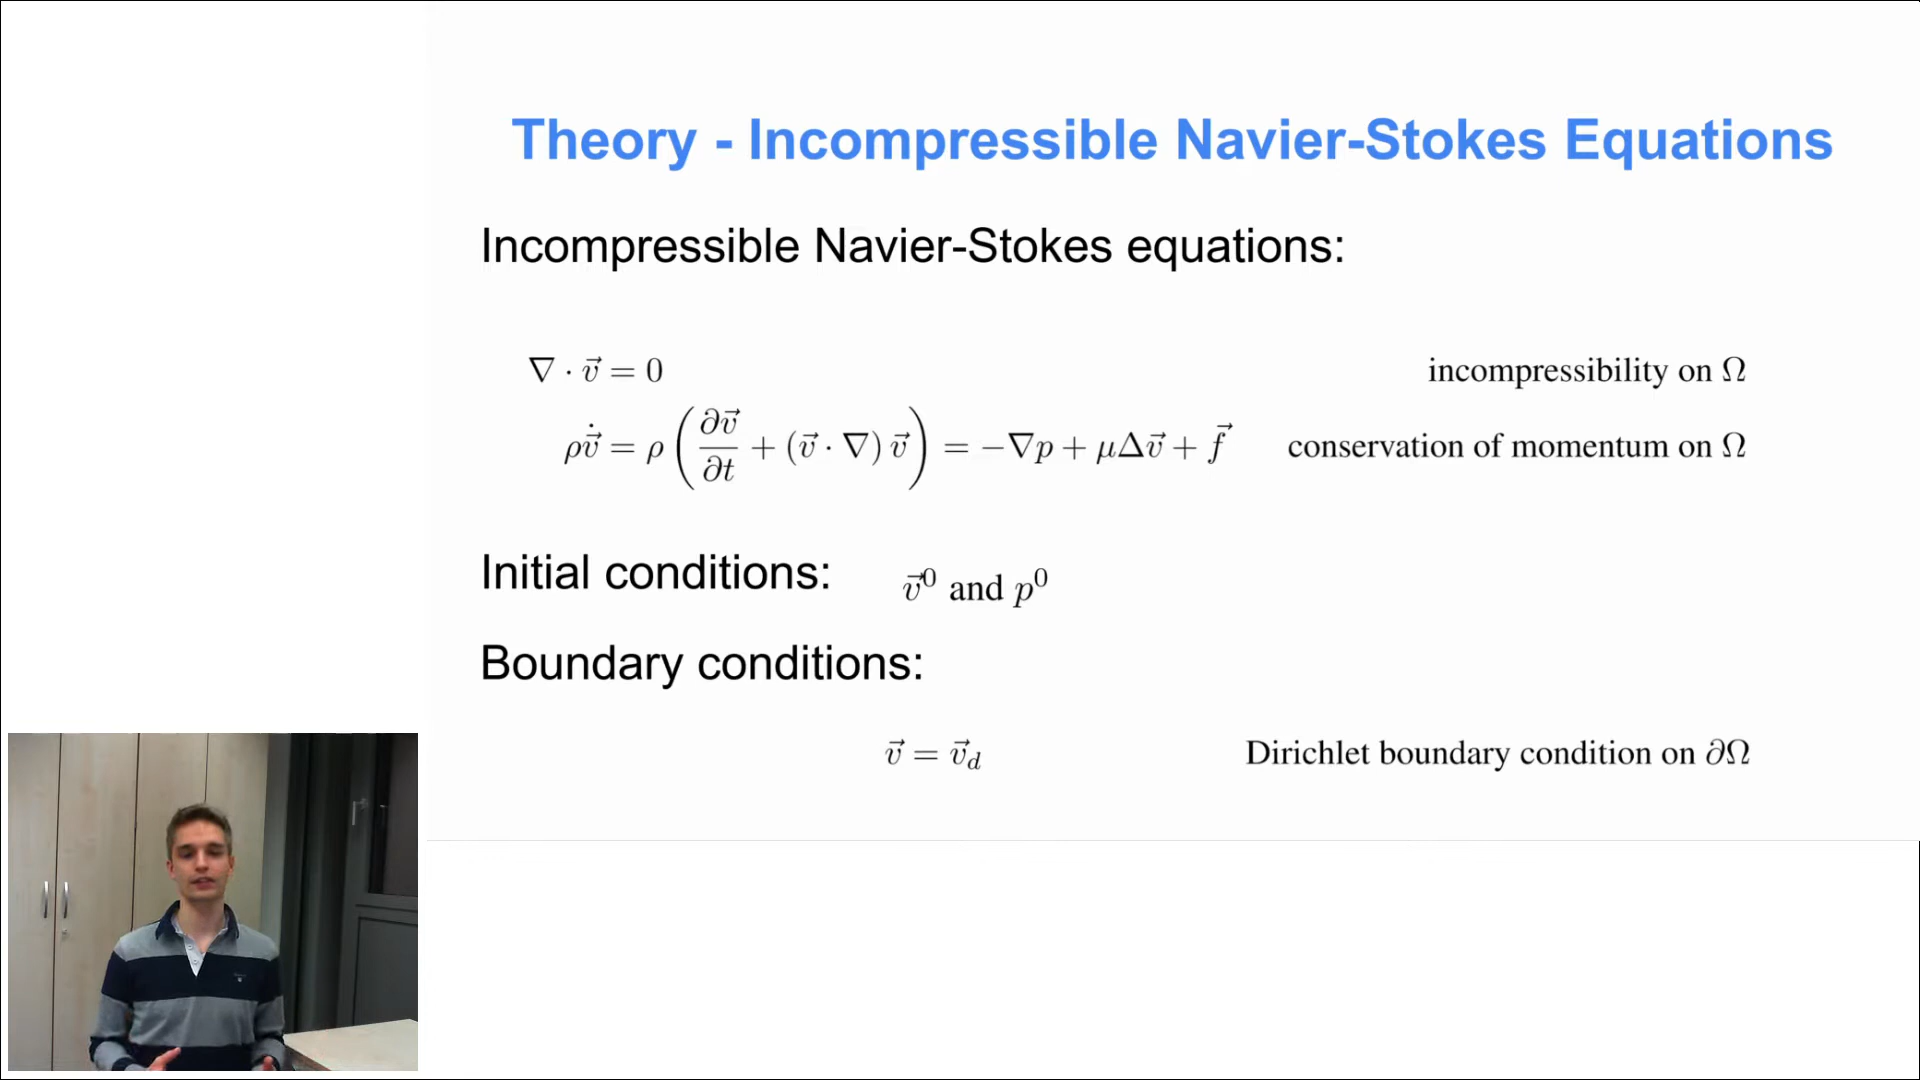 Theory - Incompressible Navier-Stokes Equations
Incompressible Navier-Stokes equations:
∇ · v⃗ = 0 incompressibility on Ω
ρv⃗̇ = ρ (∂v⃗/∂t + (v⃗ · ∇) v⃗) = −∇p + μΔv⃗ + f⃗ conservation of momentum on Ω
Initial conditions: v⃗⁰ and p⁰
Boundary conditions:
v⃗ = v⃗_d Dirichlet boundary condition on ∂Ω